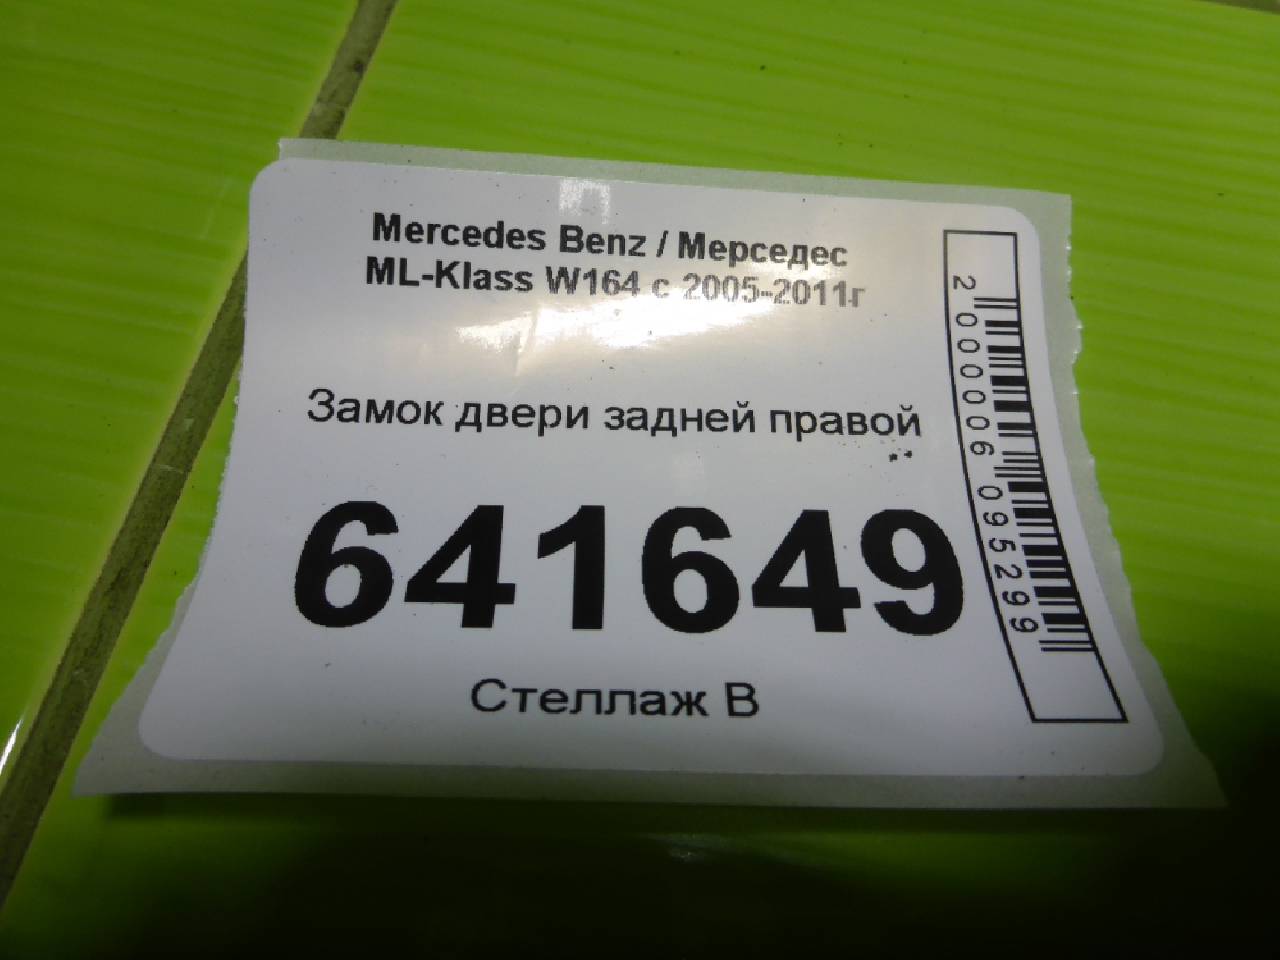 Mercedes Benz / Мерседес
ML-Klass W164 с 2005-2011г
Замок двери задней правой
641649
Стеллаж В
2 000006 095299